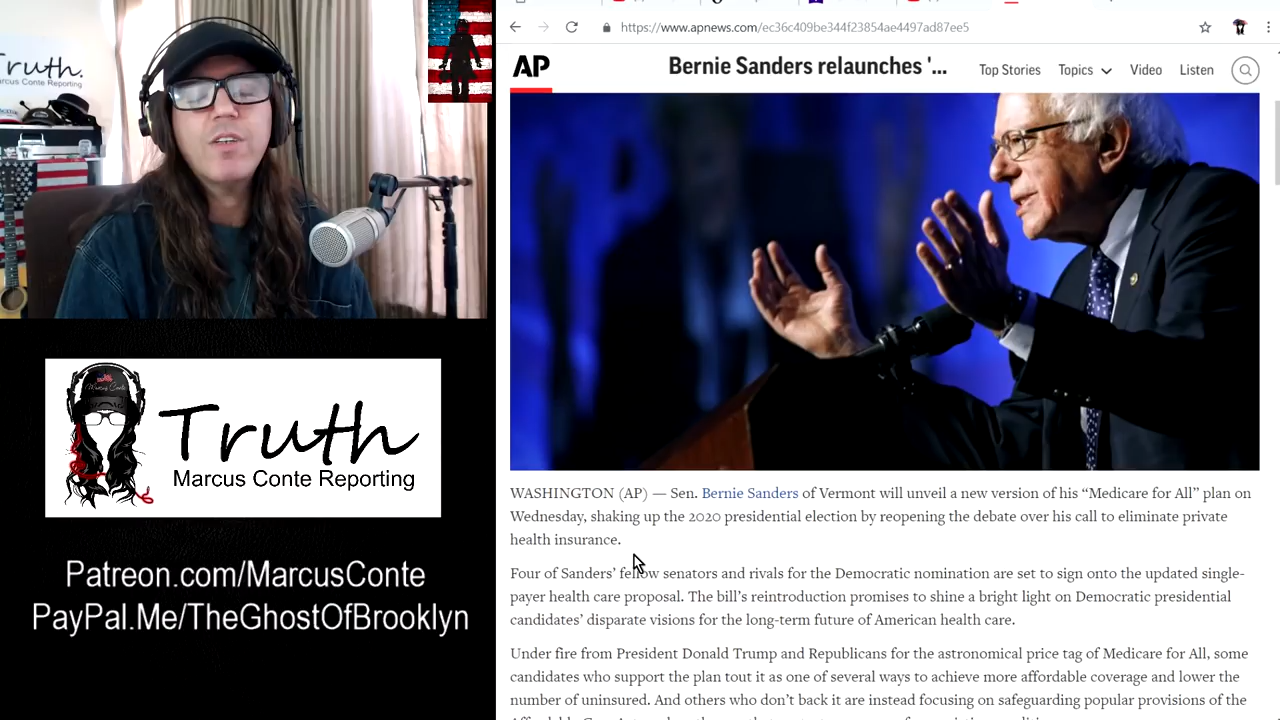 Truth.
Marcus Conte Reporting
https://www.apnews.com/ec36c409be344f23854ae4497ad87ee5
AP
Bernie Sanders relaunches '...
Top Stories
Topics
Video
Listen
WASHINGTON (AP) — Sen. Bernie Sanders of Vermont will unveil a new version of his “Medicare for All” plan on
Wednesday, shaking up the 2020 presidential election by reopening the debate over his call to eliminate private
health insurance.
Four of Sanders’ fellow senators and rivals for the Democratic nomination are set to sign onto the updated single-
payer health care proposal. The bill’s reintroduction promises to shine a bright light on Democratic presidential
candidates’ disparate visions for the long-term future of American health care.
Under fire from President Donald Trump and Republicans for the astronomical price tag of Medicare for All, some
candidates who support the plan tout it as one of several ways to achieve more affordable coverage and lower the
number of uninsured. And others who don’t back it are instead focusing on safeguarding popular provisions of the
Truth
Marcus Conte Reporting
Patreon.com/MarcusConte
PayPal.Me/TheGhostOfBrooklyn